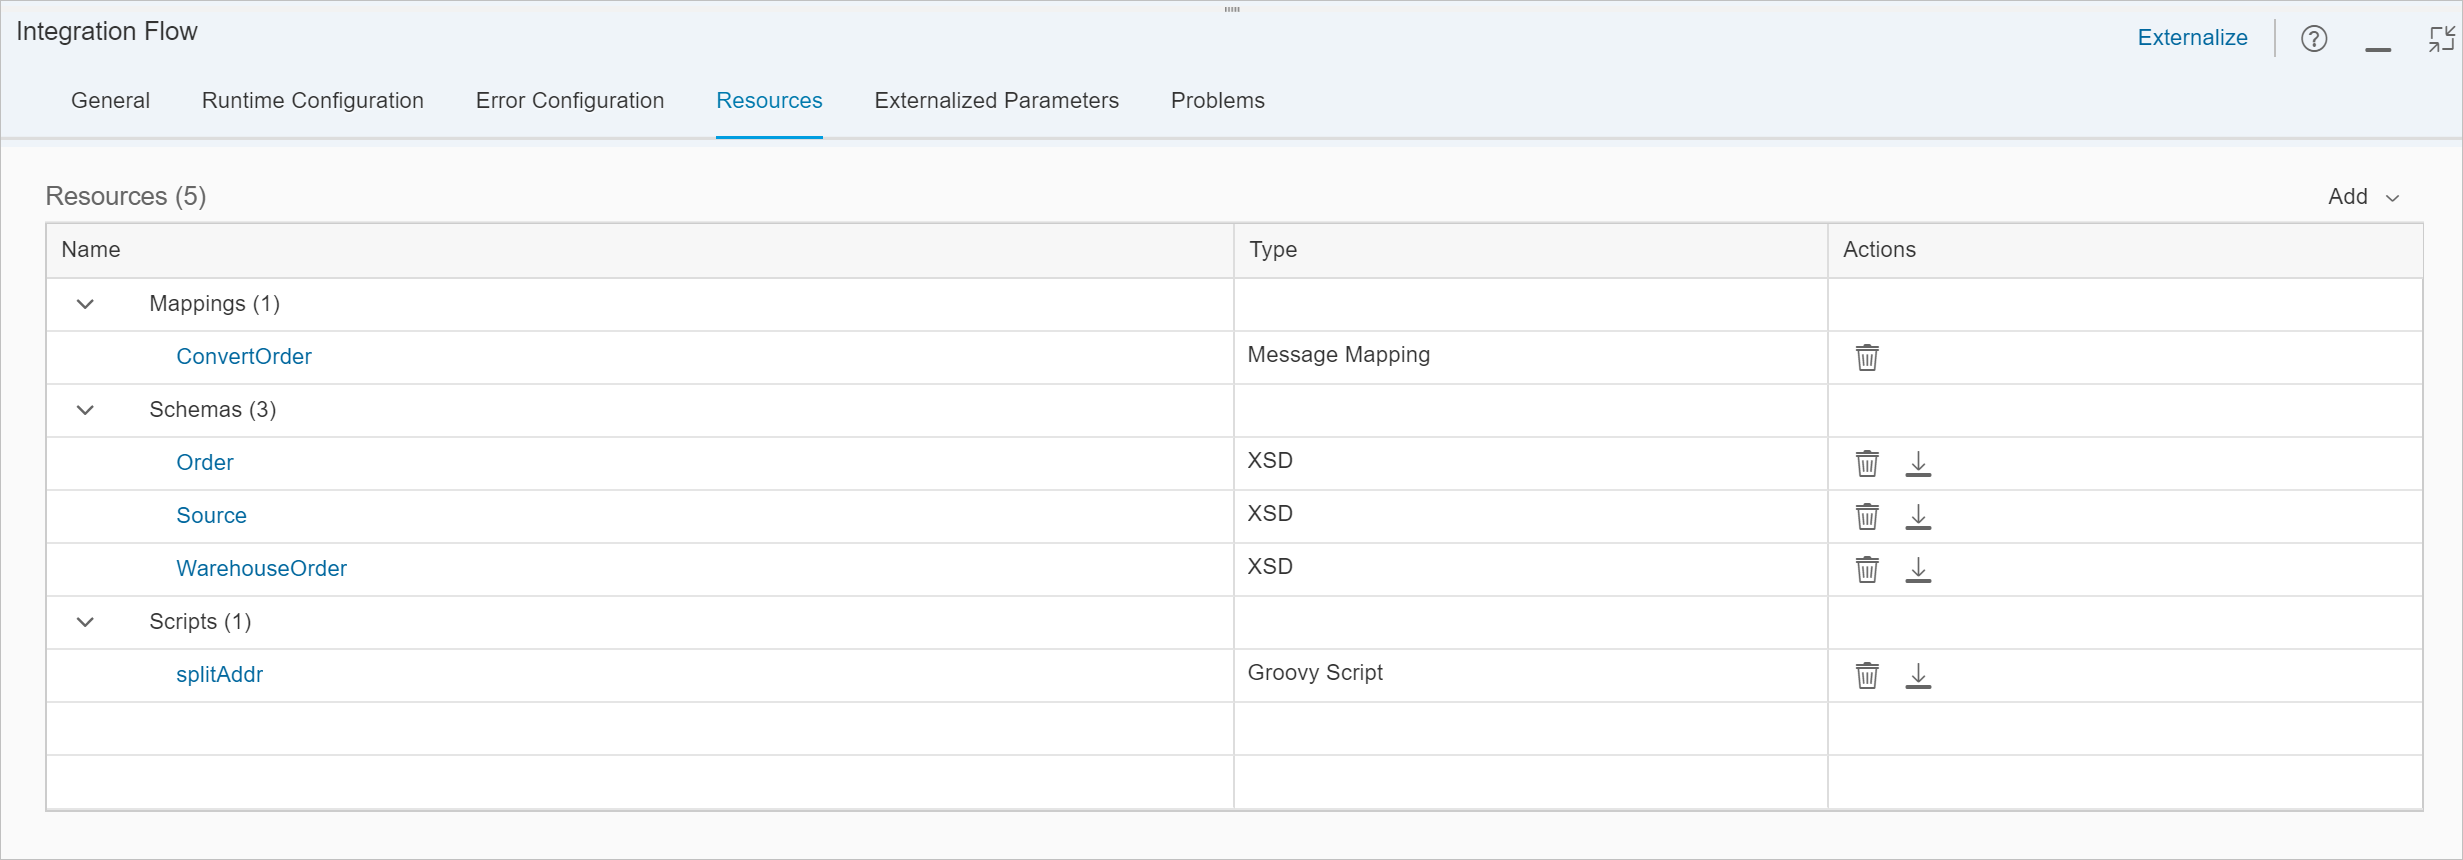 Integration Flow
Externalize
General Runtime Configuration Error Configuration Resources Externalized Parameters Problems
Resources (5)
Add
Name Type Actions
Mappings (1)
ConvertOrder Message Mapping
Schemas (3)
Order XSD
Source XSD
WarehouseOrder XSD
Scripts (1)
splitAddr Groovy Script